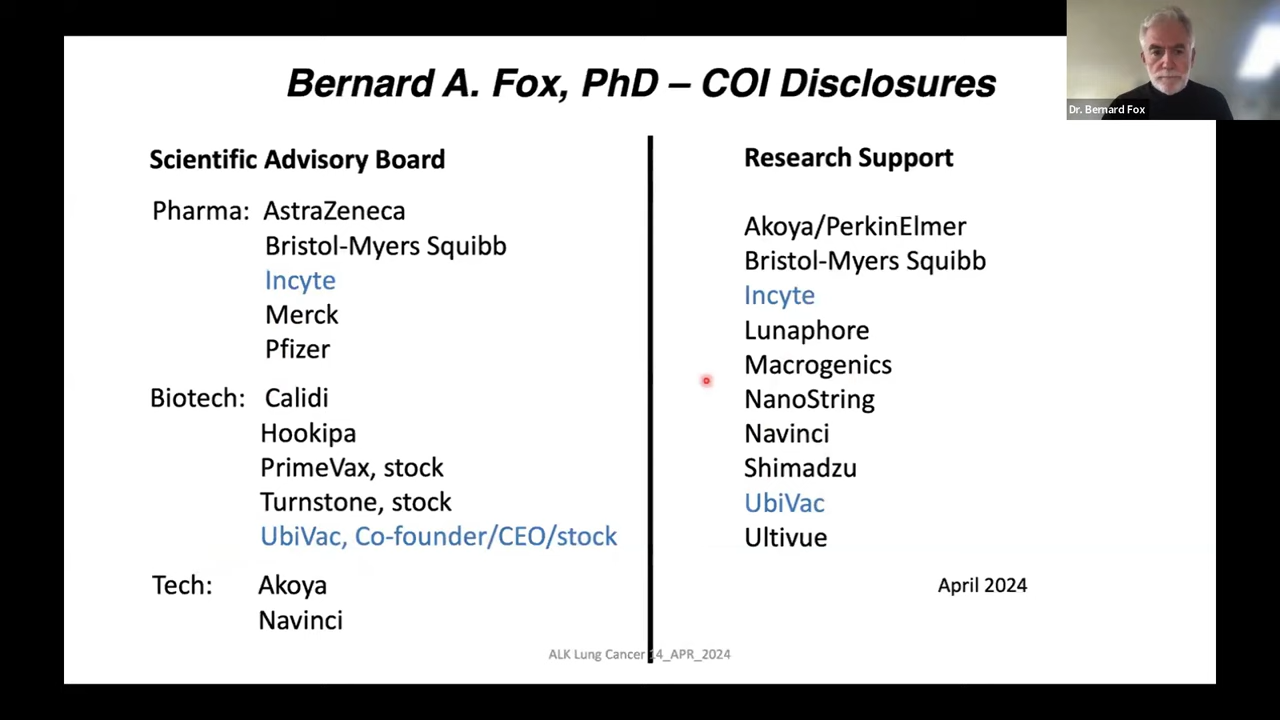 Bernard A. Fox, PhD – COI Disclosures
Dr. Bernard Fox
Scientific Advisory Board
Pharma: AstraZeneca
Bristol-Myers Squibb
Incyte
Merck
Pfizer
Biotech: Calidi
Hookipa
PrimeVax, stock
Turnstone, stock
UbiVac, Co-founder/CEO/stock
Tech: Akoya
Navinci
Research Support
Akoya/PerkinElmer
Bristol-Myers Squibb
Incyte
Lunaphore
Macrogenics
NanoString
Navinci
Shimadzu
UbiVac
Ultivue
April 2024
ALK Lung Cancer 14_APR_2024